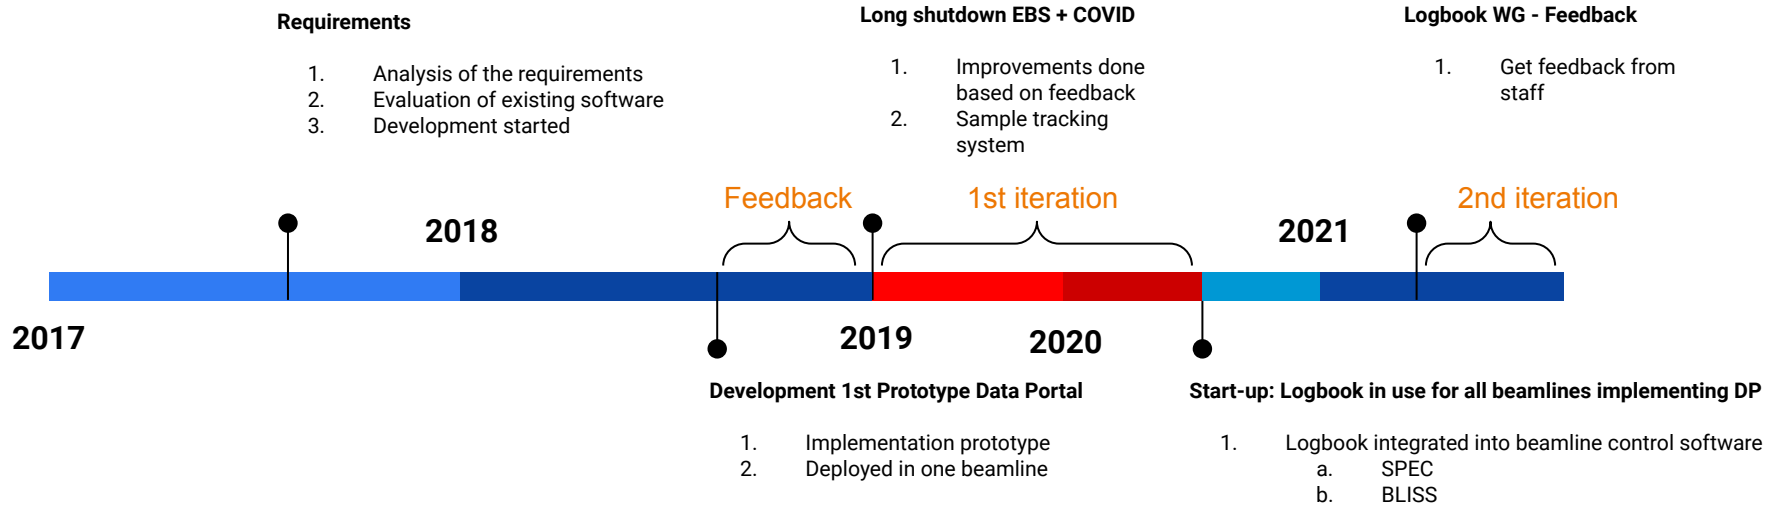 Requirements
1. Analysis of the requirements
2. Evaluation of existing software
3. Development started
Long shutdown EBS + COVID
1. Improvements done
based on feedback
2. Sample tracking
system
Logbook WG - Feedback
1. Get feedback from
staff
Feedback
1st iteration
2nd iteration
2018
2021
2017
2019
2020
Development 1st Prototype Data Portal
1. Implementation prototype
2. Deployed in one beamline
Start-up: Logbook in use for all beamlines implementing DP
1. Logbook integrated into beamline control software
a. SPEC
b. BLISS